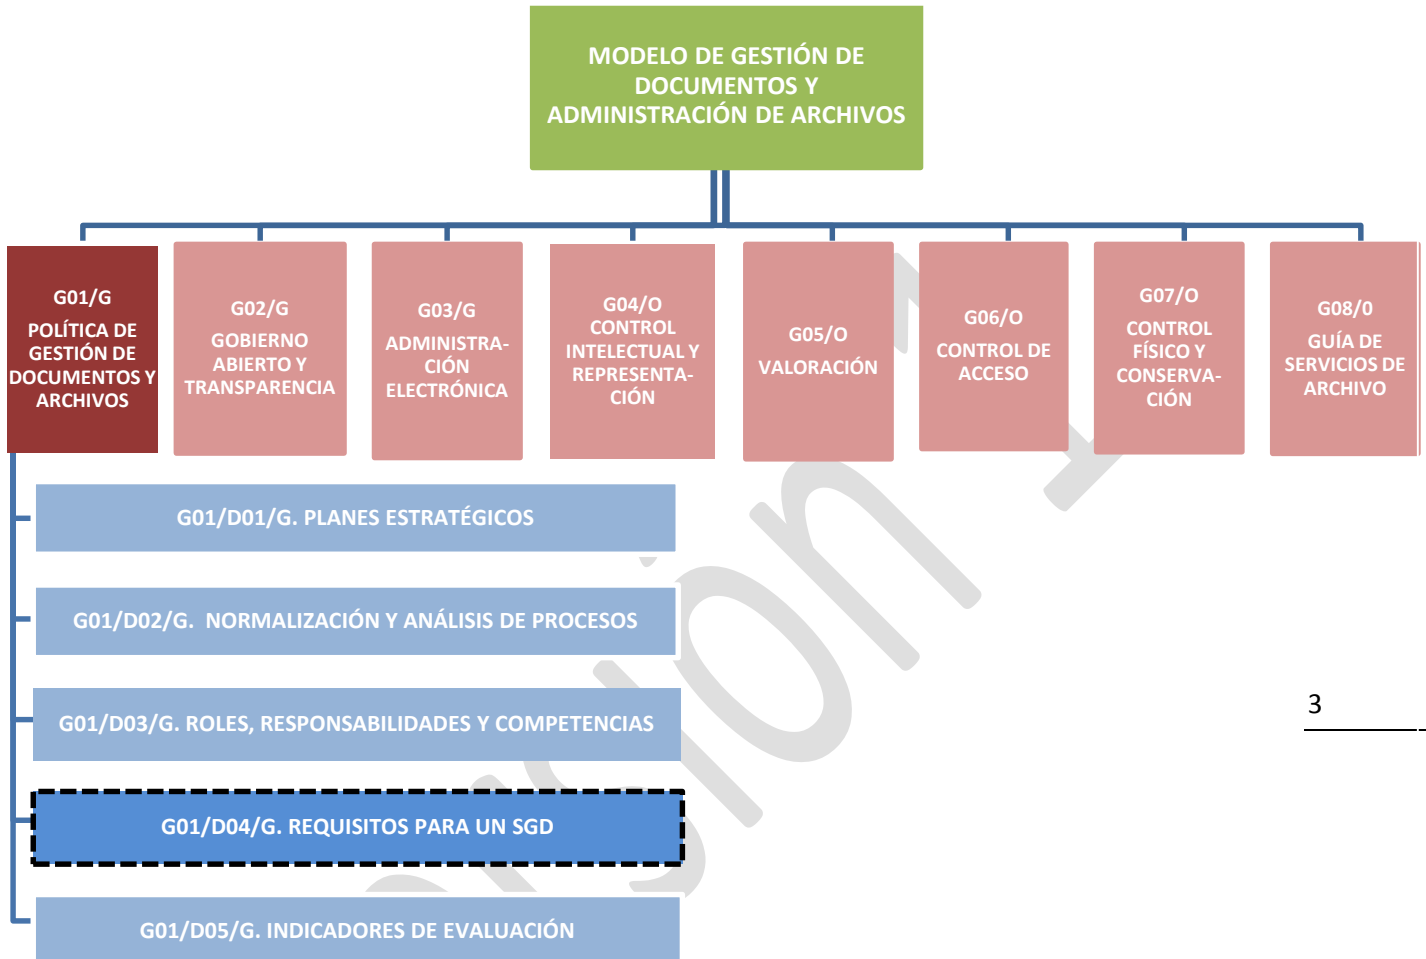 MODELO DE GESTIÓN DE
DOCUMENTOS Y
ADMINISTRACIÓN DE ARCHIVOS
G01/G
POLÍTICA DE
GESTIÓN DE
DOCUMENTOS Y
ARCHIVOS
G02/G
GOBIERNO
ABIERTO Y
TRANSPARENCIA
G03/G
ADMINISTRA-
CIÓN
ELECTRÓNICA
G04/O
CONTROL
INTELECTUAL Y
REPRESENTA-
CIÓN
G05/O
VALORACIÓN
G06/O
CONTROL DE
ACCESO
G07/O
CONTROL
FÍSICO Y
CONSERVA-
CIÓN
G08/0
GUÍA DE
SERVICIOS DE
ARCHIVO
G01/D01/G. PLANES ESTRATÉGICOS
G01/D02/G. NORMALIZACIÓN Y ANÁLISIS DE PROCESOS
G01/D03/G. ROLES, RESPONSABILIDADES Y COMPETENCIAS
3
G01/D04/G. REQUISITOS PARA UN SGD
G01/D05/G. INDICADORES DE EVALUACIÓN